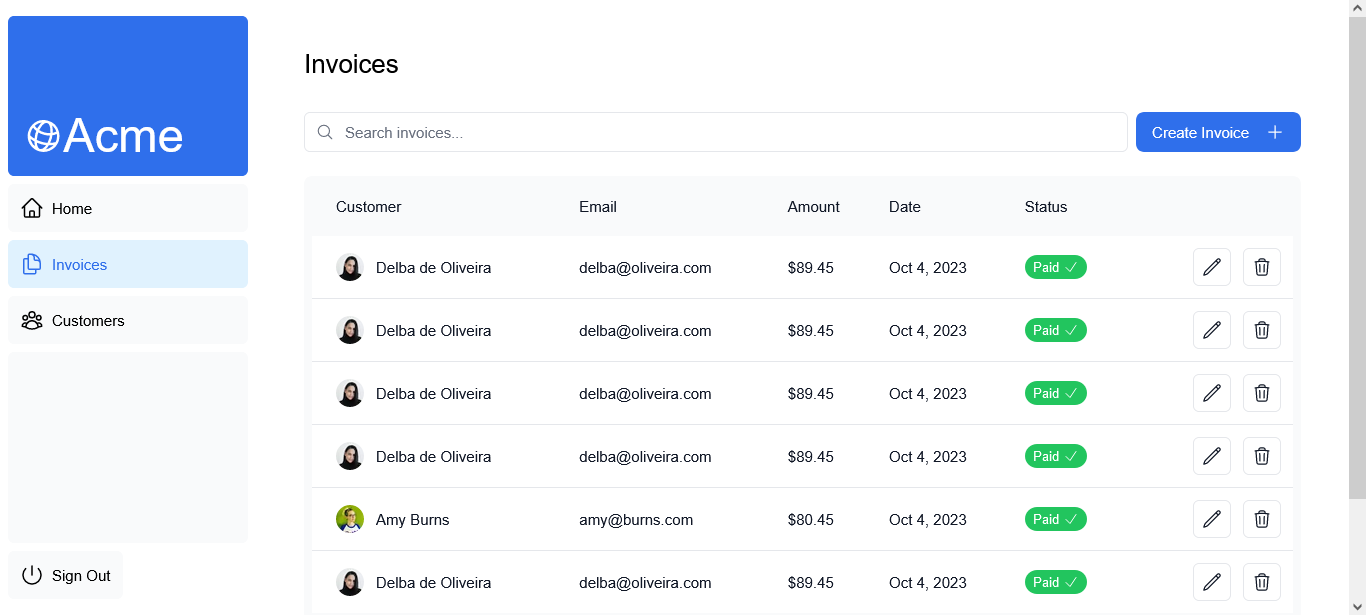 Acme
Home
Invoices
Customers
Sign Out
Invoices
Search invoices...
Create Invoice
Customer Email Amount Date Status
Delba de Oliveira delba@oliveira.com $89.45 Oct 4, 2023 Paid
Delba de Oliveira delba@oliveira.com $89.45 Oct 4, 2023 Paid
Delba de Oliveira delba@oliveira.com $89.45 Oct 4, 2023 Paid
Delba de Oliveira delba@oliveira.com $89.45 Oct 4, 2023 Paid
Amy Burns amy@burns.com $80.45 Oct 4, 2023 Paid
Delba de Oliveira delba@oliveira.com $89.45 Oct 4, 2023 Paid